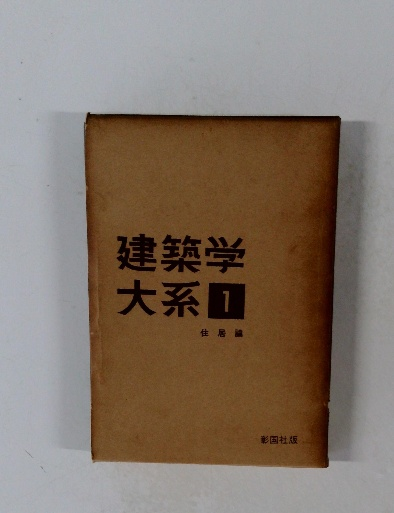 建築学
大系 1
住居論
彰国社版